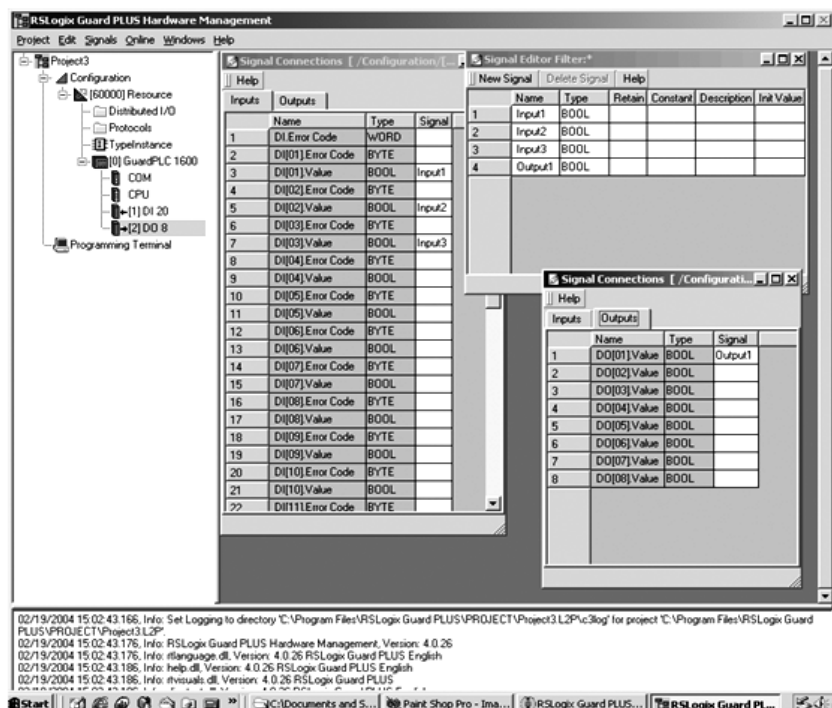 RSLogix Guard PLUS Hardware Management
Project Edit Signals Online Windows Help
Project3
Configuration
[60000] Resource
Distributed I/O
Protocols
TypeInstance
[0] GuardPLC 1600
COM
CPU
[1] DI 20
[2] DO 8
Programming Terminal
Signal Connections [ /Configuration/[...
Help
Inputs Outputs
Name Type Signal
1 DI.Error Code WORD
2 DI[01].Error Code BYTE
3 DI[01].Value BOOL Input1
4 DI[02].Error Code BYTE
5 DI[02].Value BOOL Input2
6 DI[03].Error Code BYTE
7 DI[03].Value BOOL Input3
8 DI[04].Error Code BYTE
9 DI[04].Value BOOL
10 DI[05].Error Code BYTE
11 DI[05].Value BOOL
12 DI[06].Error Code BYTE
13 DI[06].Value BOOL
14 DI[07].Error Code BYTE
15 DI[07].Value BOOL
16 DI[08].Error Code BYTE
17 DI[08].Value BOOL
18 DI[09].Error Code BYTE
19 DI[09].Value BOOL
20 DI[10].Error Code BYTE
21 DI[10].Value BOOL
22 DI[11].Error Code BYTE
Signal Editor Filter:*
New Signal Delete Signal Help
Name Type Retain Constant Description Init Value
1 Input1 BOOL
2 Input2 BOOL
3 Input3 BOOL
4 Output1 BOOL
Signal Connections [ /Configurati...
Help
Inputs Outputs
Name Type Signal
1 DO[01].Value BOOL Output1
2 DO[02].Value BOOL
3 DO[03].Value BOOL
4 DO[04].Value BOOL
5 DO[05].Value BOOL
6 DO[06].Value BOOL
7 DO[07].Value BOOL
8 DO[08].Value BOOL
02/19/2004 15:02:43.166, Info: Set Logging to directory 'C:\Program Files\RSLogix Guard PLUS\PROJECT\Project3.L2P\c3log' for project 'C:\Program Files\RSLogix Guard
PLUS\PROJECT\Project3.L2P'.
02/19/2004 15:02:43.176, Info: RSLogix Guard PLUS Hardware Management, Version: 4.0.26
02/19/2004 15:02:43.176, Info: rtlanguage.dll, Version: 4.0.26 RSLogix Guard PLUS English
02/19/2004 15:02:43.186, Info: help.dll, Version: 4.0.26 RSLogix Guard PLUS English
02/19/2004 15:02:43.186, Info: rtvisuals.dll, Version: 4.0.26 RSLogix Guard PLUS
Start C:\Documents and S... Paint Shop Pro - Ima... RSLogix Guard PLUS... RSLogix Guard PL...